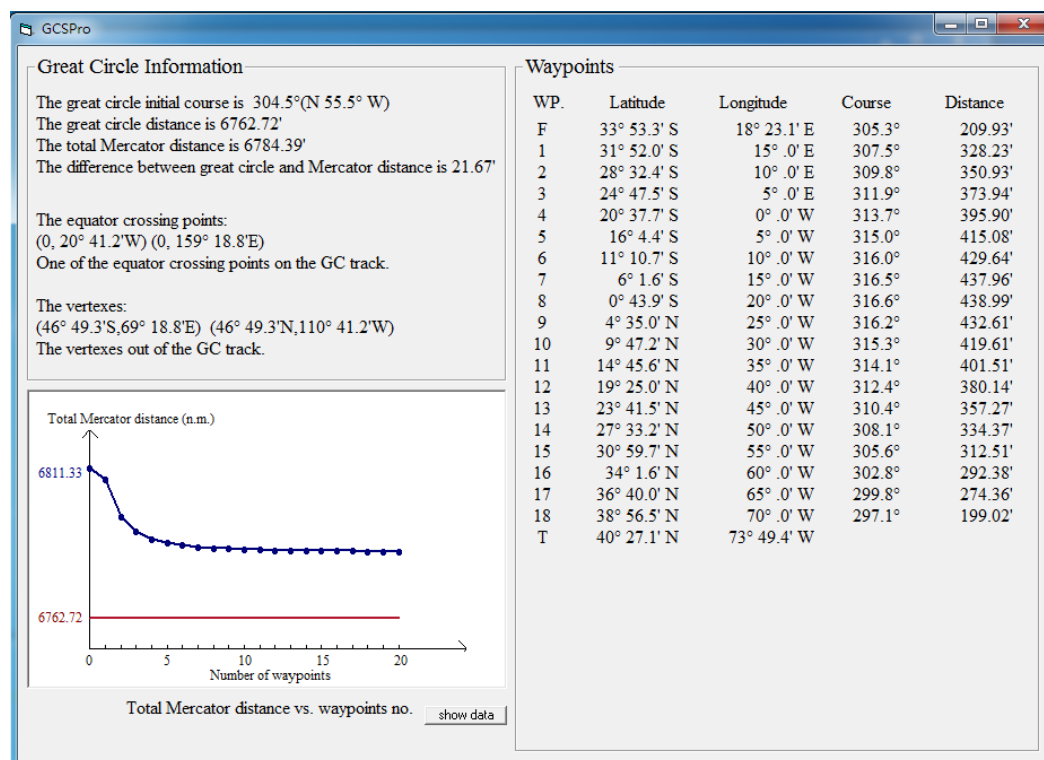 GCSPro
Great Circle Information
The great circle initial course is 304.5°(N 55.5° W)
The great circle distance is 6762.72'
The total Mercator distance is 6784.39'
The difference between great circle and Mercator distance is 21.67'
The equator crossing points:
(0, 20° 41.2'W) (0, 159° 18.8'E)
One of the equator crossing points on the GC track.
The vertexes:
(46° 49.3'S,69° 18.8'E) (46° 49.3'N,110° 41.2'W)
The vertexes out of the GC track.
Total Mercator distance (n.m.)
6811.33
6762.72
0 5 10 15 20
Number of waypoints
Total Mercator distance vs. waypoints no.
show data
Waypoints
WP. Latitude Longitude Course Distance
F 33° 53.3' S 18° 23.1' E 305.3° 209.93'
1 31° 52.0' S 15° .0' E 307.5° 328.23'
2 28° 32.4' S 10° .0' E 309.8° 350.93'
3 24° 47.5' S 5° .0' E 311.9° 373.94'
4 20° 37.7' S 0° .0' W 313.7° 395.90'
5 16° 4.4' S 5° .0' W 315.0° 415.08'
6 11° 10.7' S 10° .0' W 316.0° 429.64'
7 6° 1.6' S 15° .0' W 316.5° 437.96'
8 0° 43.9' S 20° .0' W 316.6° 438.99'
9 4° 35.0' N 25° .0' W 316.2° 432.61'
10 9° 47.2' N 30° .0' W 315.3° 419.61'
11 14° 45.6' N 35° .0' W 314.1° 401.51'
12 19° 25.0' N 40° .0' W 312.4° 380.14'
13 23° 41.5' N 45° .0' W 310.4° 357.27'
14 27° 33.2' N 50° .0' W 308.1° 334.37'
15 30° 59.7' N 55° .0' W 305.6° 312.51'
16 34° 1.6' N 60° .0' W 302.8° 292.38'
17 36° 40.0' N 65° .0' W 299.8° 274.36'
18 38° 56.5' N 70° .0' W 297.1° 199.02'
T 40° 27.1' N 73° 49.4' W